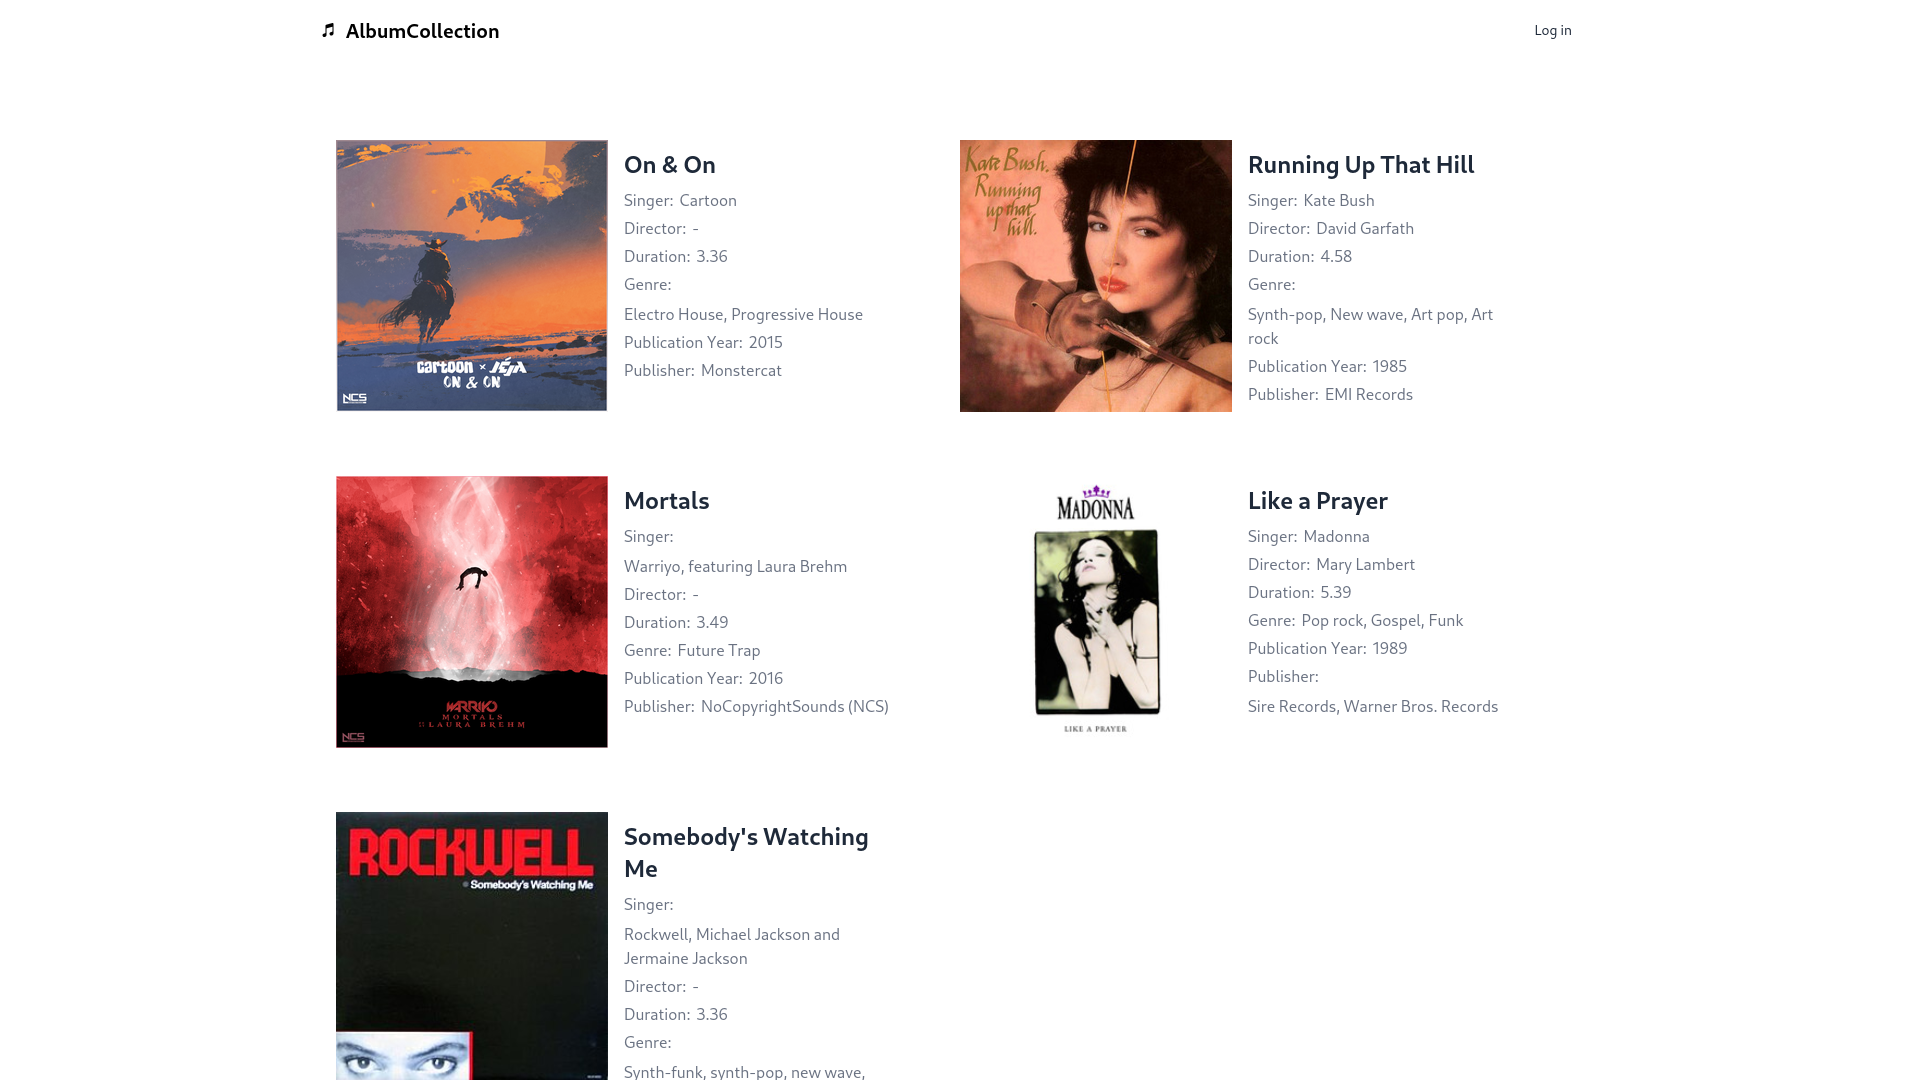 AlbumCollection
Log in
cartoon × JÉJA
ON & ON
NCS
On & On
Singer: Cartoon
Director: -
Duration: 3.36
Genre:
Electro House, Progressive House
Publication Year: 2015
Publisher: Monstercat
Kate Bush.
Running
up that
hill.
Running Up That Hill
Singer: Kate Bush
Director: David Garfath
Duration: 4.58
Genre:
Synth-pop, New wave, Art pop, Art
rock
Publication Year: 1985
Publisher: EMI Records
WARRIYO
MORTALS
LAURA BREHM
NCS
Mortals
Singer:
Warriyo, featuring Laura Brehm
Director: -
Duration: 3.49
Genre: Future Trap
Publication Year: 2016
Publisher: NoCopyrightSounds (NCS)
MADONNA
LIKE A PRAYER
Like a Prayer
Singer: Madonna
Director: Mary Lambert
Duration: 5.39
Genre: Pop rock, Gospel, Funk
Publication Year: 1989
Publisher:
Sire Records, Warner Bros. Records
ROCKWELL
Somebody's Watching Me
Somebody's Watching
Me
Singer:
Rockwell, Michael Jackson and
Jermaine Jackson
Director: -
Duration: 3.36
Genre:
Synth-funk, synth-pop, new wave,